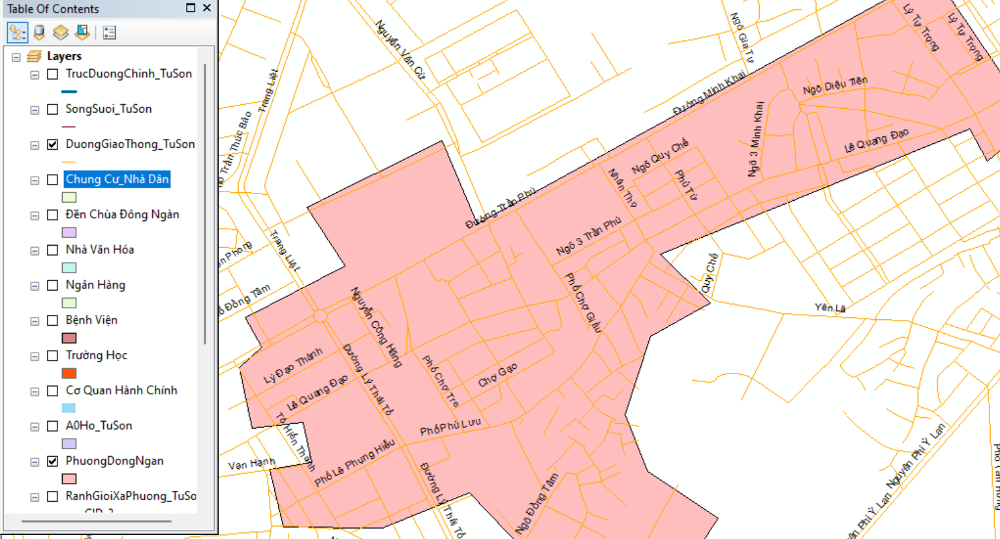 Table Of Contents
Layers
TrucDuongChinh_TuSon
SongSuoi_TuSon
DuongGiaoThong_TuSon
Chung Cư_Nhà Dân
Đền Chùa Đông Ngàn
Nhà Văn Hóa
Ngân Hàng
Bệnh Viện
Trường Học
Cơ Quan Hành Chính
A0Ho_TuSon
PhuongDongNgan
RanhGioiXaPhuong_TuSo
Nguyễn Văn Cừ
Ngô Gia Tự
Lý Tự Trọng
Lý Tự Trọng
Trang Liệt
Trần Thúc Bảo
Đường Minh Khai
Ngõ Diệu Tiên
Ngõ 3 Minh Khai
Lê Quang Đạo
Ngõ Quy Chế
Nhân Thọ
Phù Từ
Đường Trần Phú
Ngõ 3 Trần Phú
Trang Liệt
Phong
Đồng Tâm
Quy Chế
Yên Lã
Phố Chợ Giầu
Nguyễn Công Hãng
Đường Lý Thái Tổ
Lý Đạo Thành
Lê Quang Đạo
Phố Chợ Tre
Chợ Gạo
Phố Phù Lưu
Tô Hiến Thành
Vạn Hạnh
Phố Lê Phụng Hiểu
Đường Lý Thái Tổ
Ngõ Đồng Tâm
Nguyên Phi Ỷ Lan
Phi Ỷ Lan